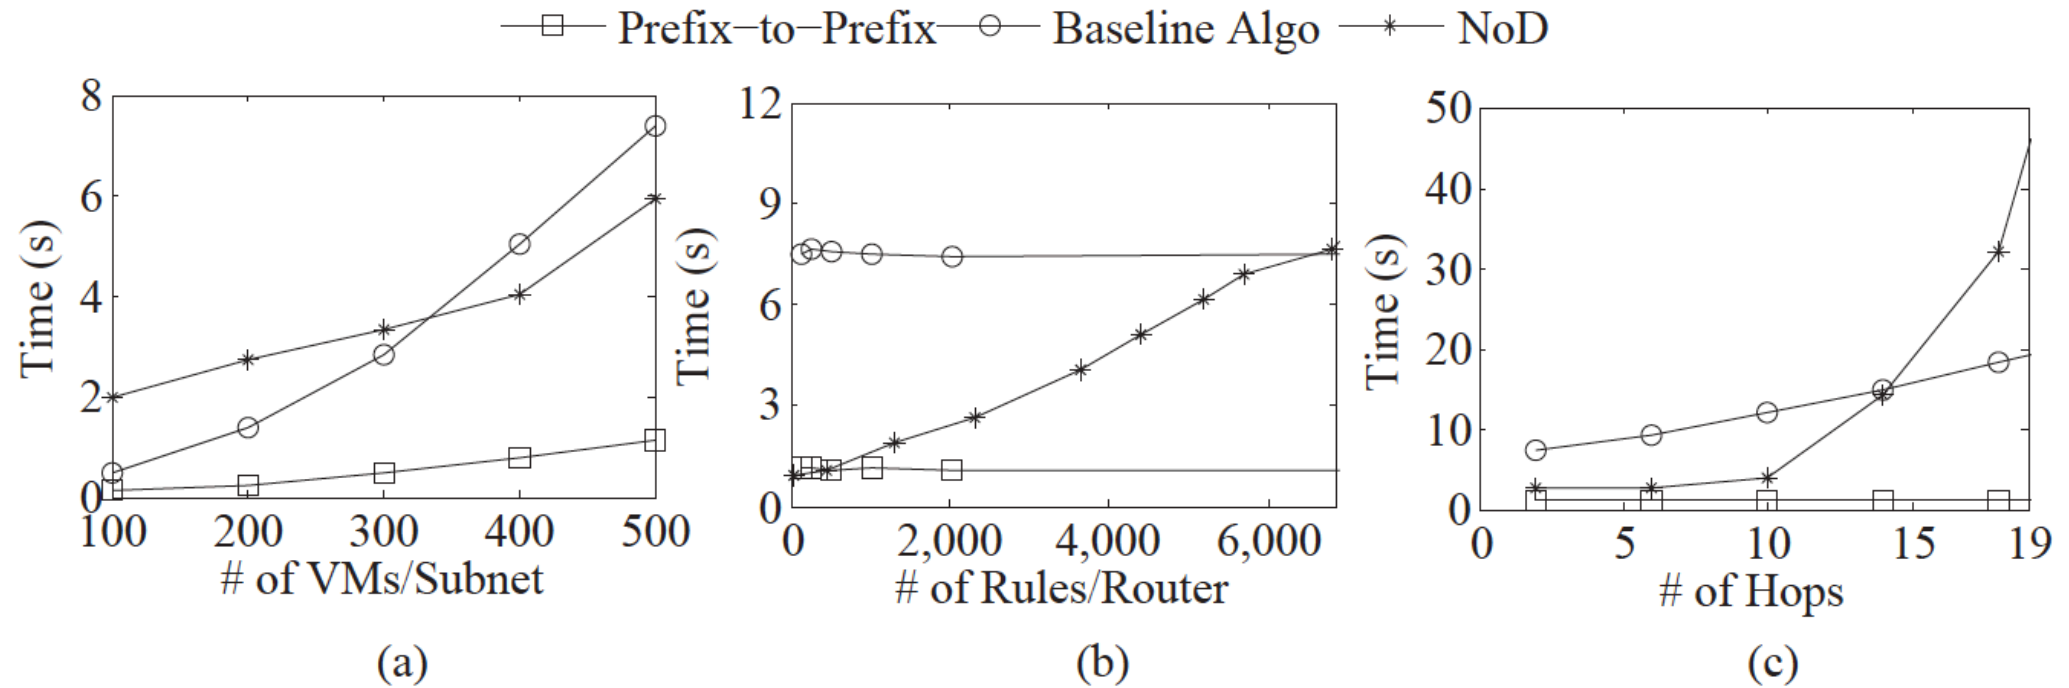 Prefix−to−Prefix Baseline Algo NoD
8
6
4
2
0
Time (s)
100 200 300 400 500
# of VMs/Subnet
(a)
12
9
6
3
0
Time (s)
0 2,000 4,000 6,000
# of Rules/Router
(b)
50
40
30
20
10
0
Time (s)
0 5 10 15 19
# of Hops
(c)